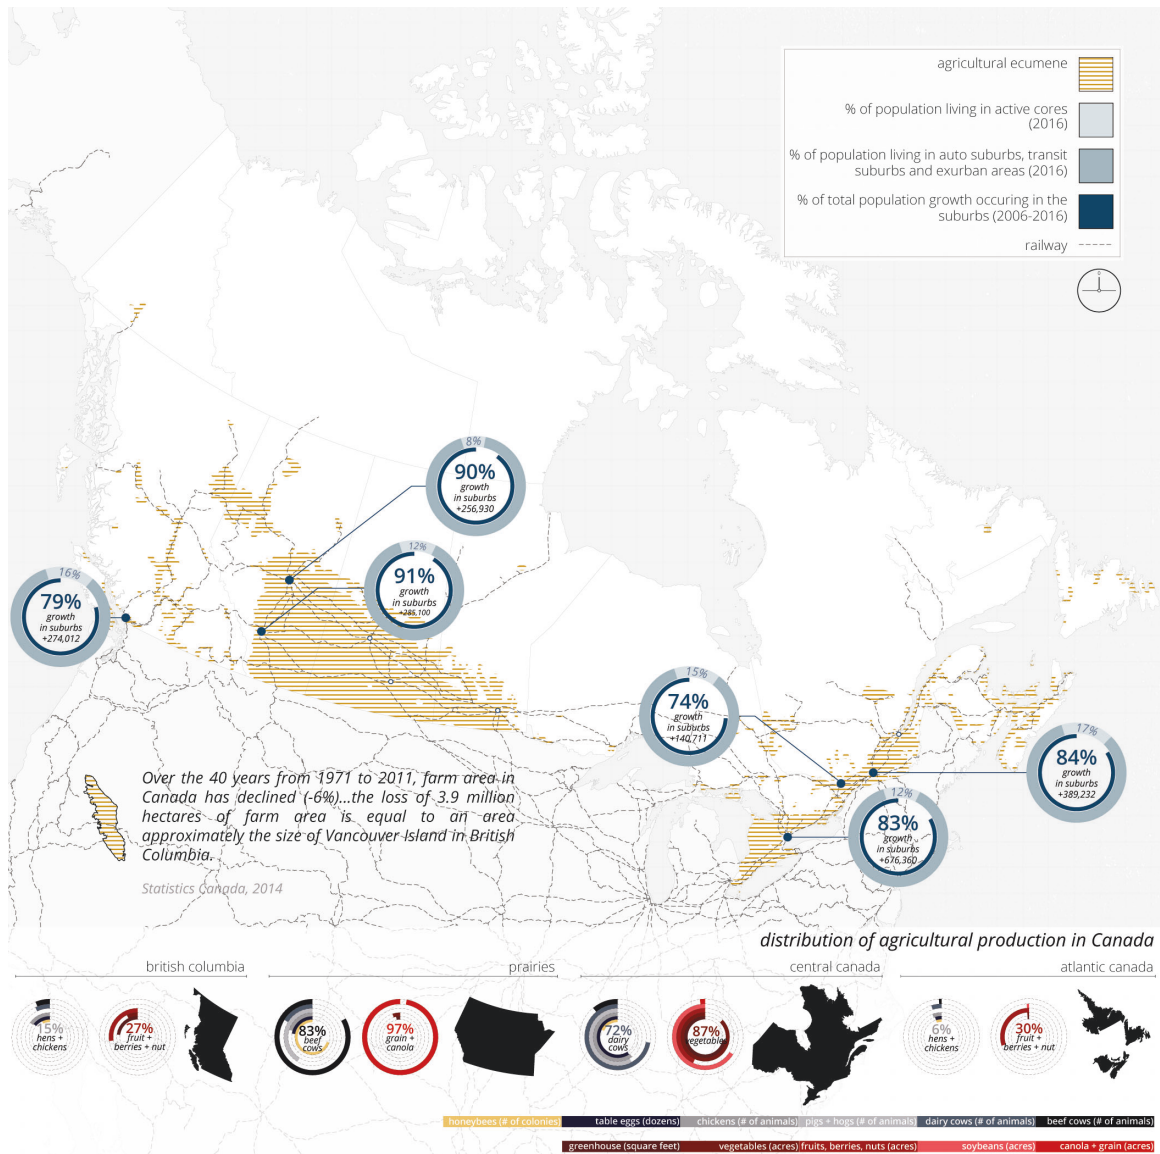 agricultural ecumene
% of population living in active cores
(2016)
% of population living in auto suburbs, transit
suburbs and exurban areas (2016)
% of total population growth occuring in the
suburbs (2006-2016)
railway
0
8%
90%
growth
in suburbs
+256,930
12%
91%
growth
in suburbs
+285,100
16%
79%
growth
in suburbs
+274,012
15%
74%
growth
in suburbs
+140,711
17%
84%
growth
in suburbs
+389,232
12%
83%
growth
in suburbs
+676,360
Over the 40 years from 1971 to 2011, farm area in
Canada has declined (-6%)...the loss of 3.9 million
hectares of farm area is equal to an area
approximately the size of Vancouver Island in British
Columbia.
Statistics Canada, 2014
distribution of agricultural production in Canada
british columbia
prairies
central canada
atlantic canada
15%
hens +
chickens
27%
fruit +
berries + nut
83%
beef
cows
97%
grain +
canola
72%
dairy
cows
87%
vegetables
6%
hens +
chickens
30%
fruit +
berries + nut
honeybees (# of colonies)
table eggs (dozens)
chickens (# of animals)
pigs + hogs (# of animals)
dairy cows (# of animals)
beef cows (# of animals)
greenhouse (square feet)
vegetables (acres)
fruits, berries, nuts (acres)
soybeans (acres)
canola + grain (acres)